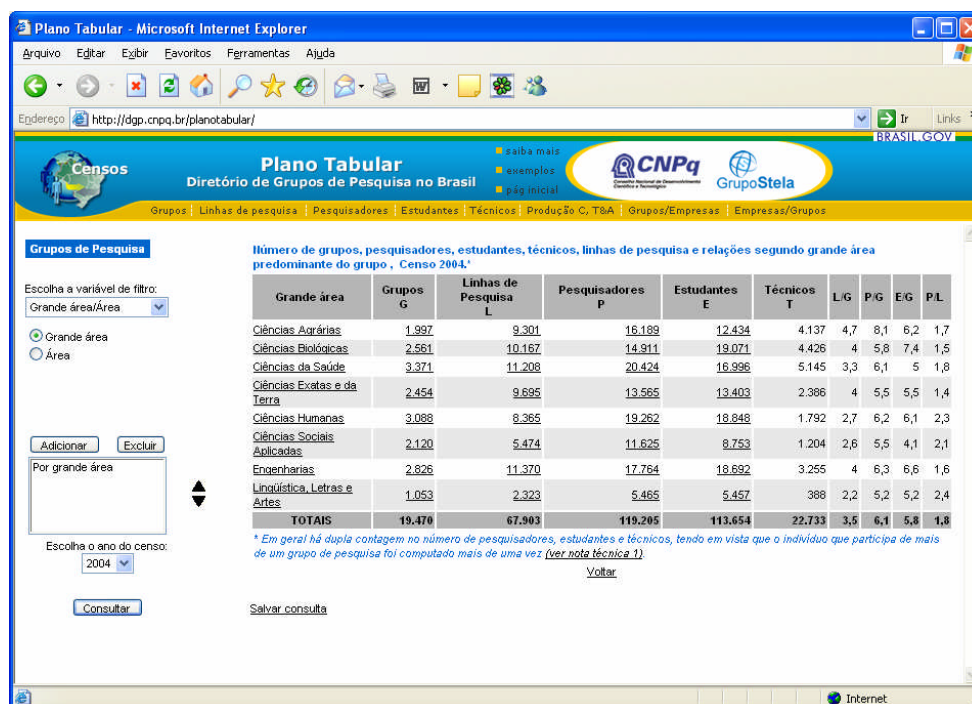 Plano Tabular - Microsoft Internet Explorer
Arquivo Editar Exibir Favoritos Ferramentas Ajuda
Endereço http://dgp.cnpq.br/planotabular/ Ir Links
BRASIL.GOV
Censos
Plano Tabular
Diretório de Grupos de Pesquisa no Brasil
saiba mais
exemplos
pág inicial
CNPq
Conselho Nacional de Desenvolvimento
Científico e Tecnológico
GrupoStela
Grupos Linhas de pesquisa Pesquisadores Estudantes Técnicos Produção C, T&A Grupos/Empresas Empresas/Grupos
Grupos de Pesquisa
Escolha a variável de filtro:
Grande área/Área
Grande área
Área
Adicionar Excluir
Por grande área
Escolha o ano do censo:
2004
Consultar
Número de grupos, pesquisadores, estudantes, técnicos, linhas de pesquisa e relações segundo grande área
predominante do grupo , Censo 2004.*
Grande área Grupos G Linhas de Pesquisa L Pesquisadores P Estudantes E Técnicos T L/G P/G E/G P/L
Ciências Agrárias 1.997 9.301 16.189 12.434 4.137 4,7 8,1 6,2 1,7
Ciências Biológicas 2.561 10.167 14.911 19.071 4.426 4 5,8 7,4 1,5
Ciências da Saúde 3.371 11.208 20.424 16.996 5.145 3,3 6,1 5 1,8
Ciências Exatas e da Terra 2.454 9.695 13.565 13.403 2.386 4 5,5 5,5 1,4
Ciências Humanas 3.088 8.365 19.262 18.848 1.792 2,7 6,2 6,1 2,3
Ciências Sociais Aplicadas 2.120 5.474 11.625 8.753 1.204 2,6 5,5 4,1 2,1
Engenharias 2.826 11.370 17.764 18.692 3.255 4 6,3 6,6 1,6
Lingüística, Letras e Artes 1.053 2.323 5.465 5.457 388 2,2 5,2 5,2 2,4
TOTAIS 19.470 67.903 119.205 113.654 22.733 3,5 6,1 5,8 1,8
* Em geral há dupla contagem no número de pesquisadores, estudantes e técnicos, tendo em vista que o indivíduo que participa de mais
de um grupo de pesquisa foi computado mais de uma vez (ver nota técnica 1).
Voltar
Salvar consulta
Internet